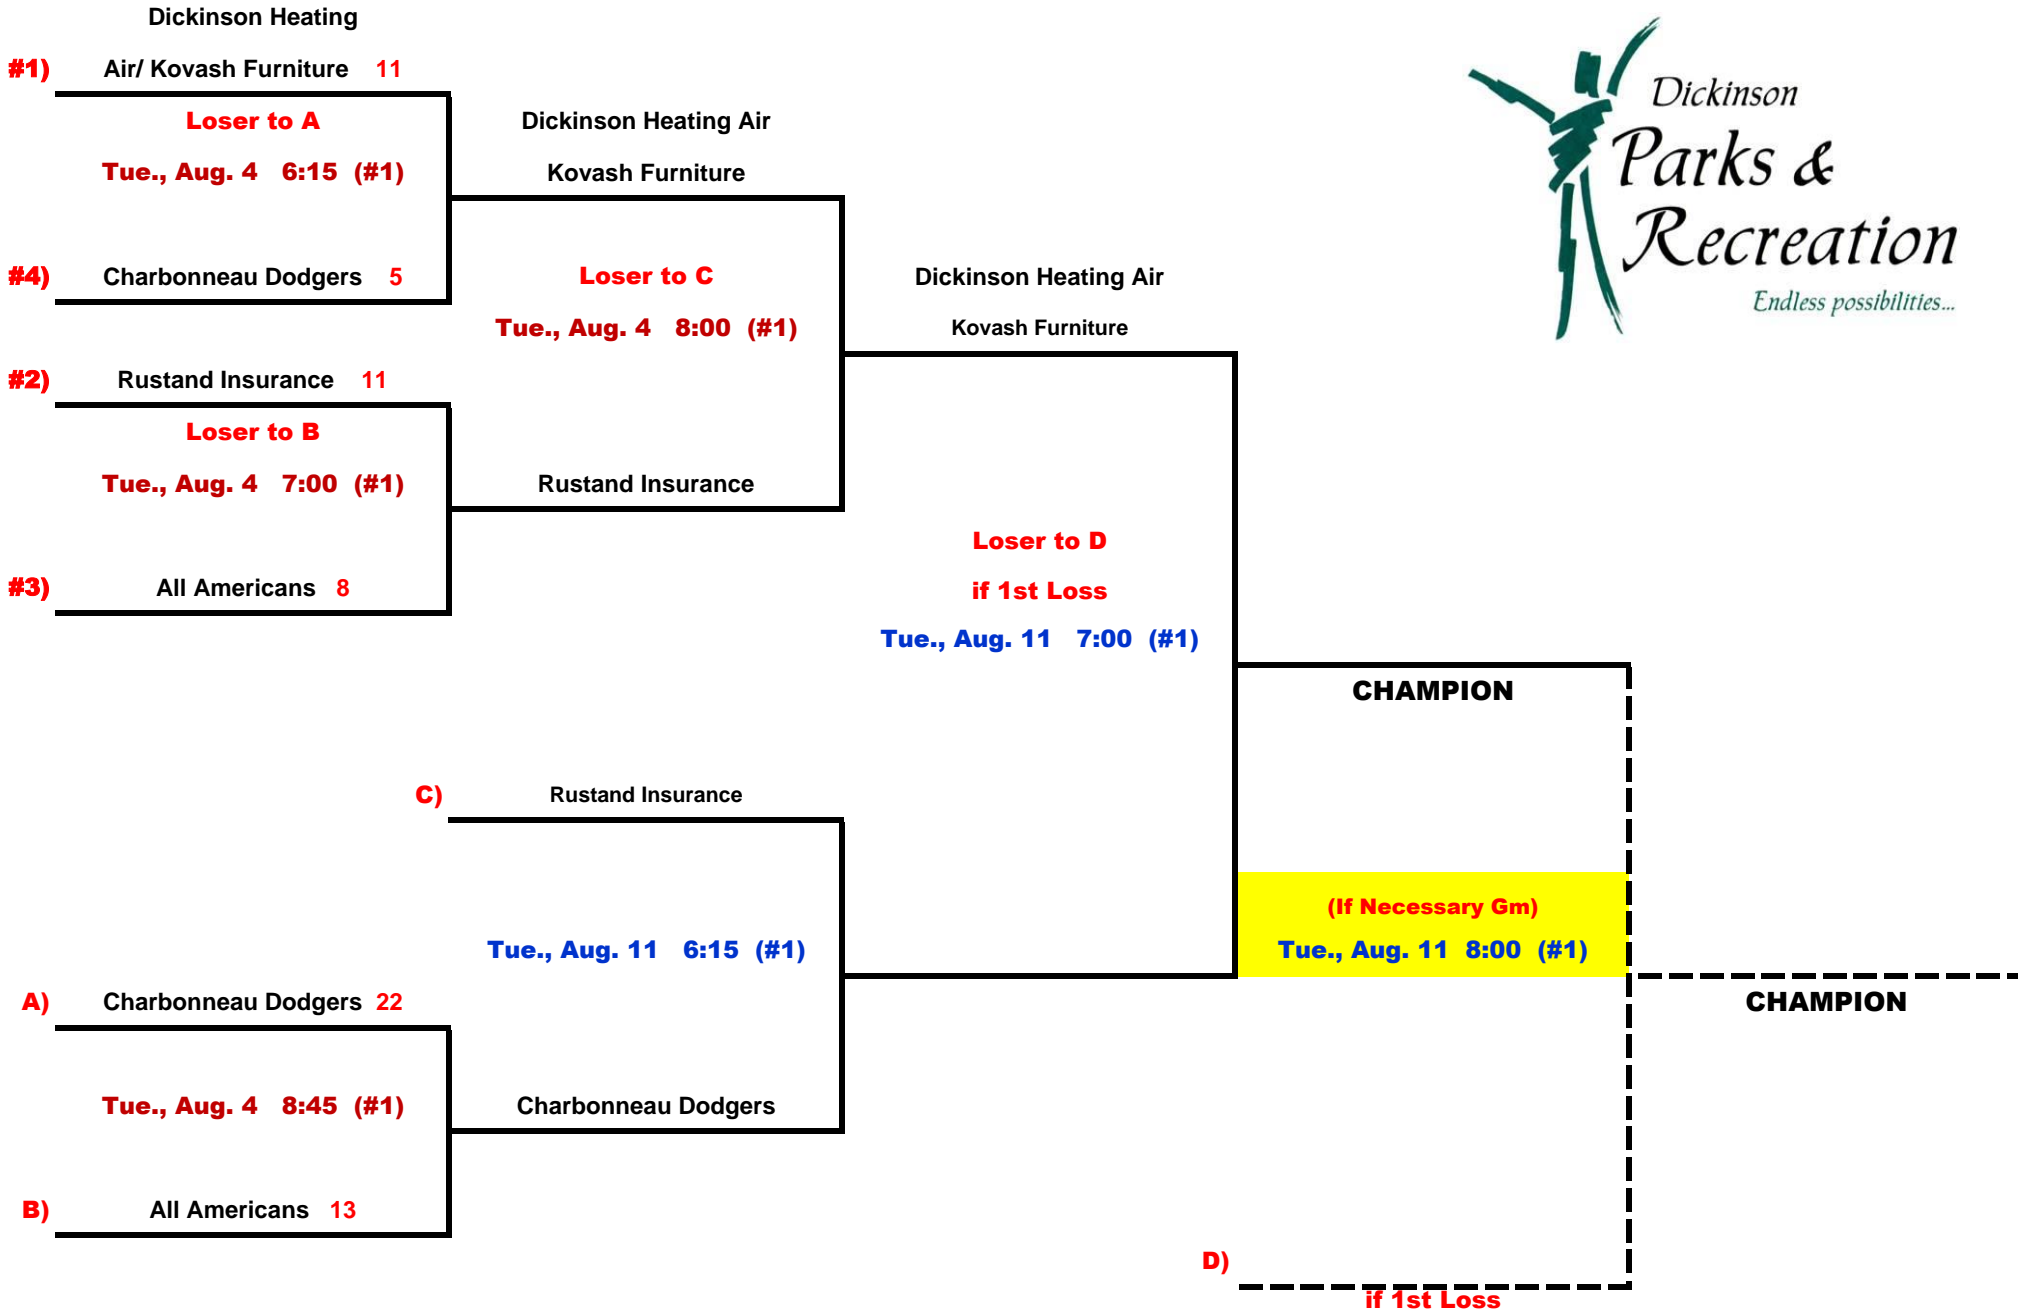 Dickinson Heating
#1) Air/ Kovash Furniture 11
Loser to A
Tue., Aug. 4 6:15 (#1)
#4) Charbonneau Dodgers 5
#2) Rustand Insurance 11
Loser to B
Tue., Aug. 4 7:00 (#1)
#3) All Americans 8
Dickinson Heating Air
Kovash Furniture
Loser to C
Tue., Aug. 4 8:00 (#1)
Rustand Insurance
Dickinson Heating Air
Kovash Furniture
Loser to D
if 1st Loss
Tue., Aug. 11 7:00 (#1)
Dickinson
Parks &
Recreation
Endless possibilities...
CHAMPION
C) Rustand Insurance
Tue., Aug. 11 6:15 (#1)
A) Charbonneau Dodgers 22
Tue., Aug. 4 8:45 (#1)
Charbonneau Dodgers
B) All Americans 13
(If Necessary Gm)
Tue., Aug. 11 8:00 (#1)
CHAMPION
D)
if 1st Loss